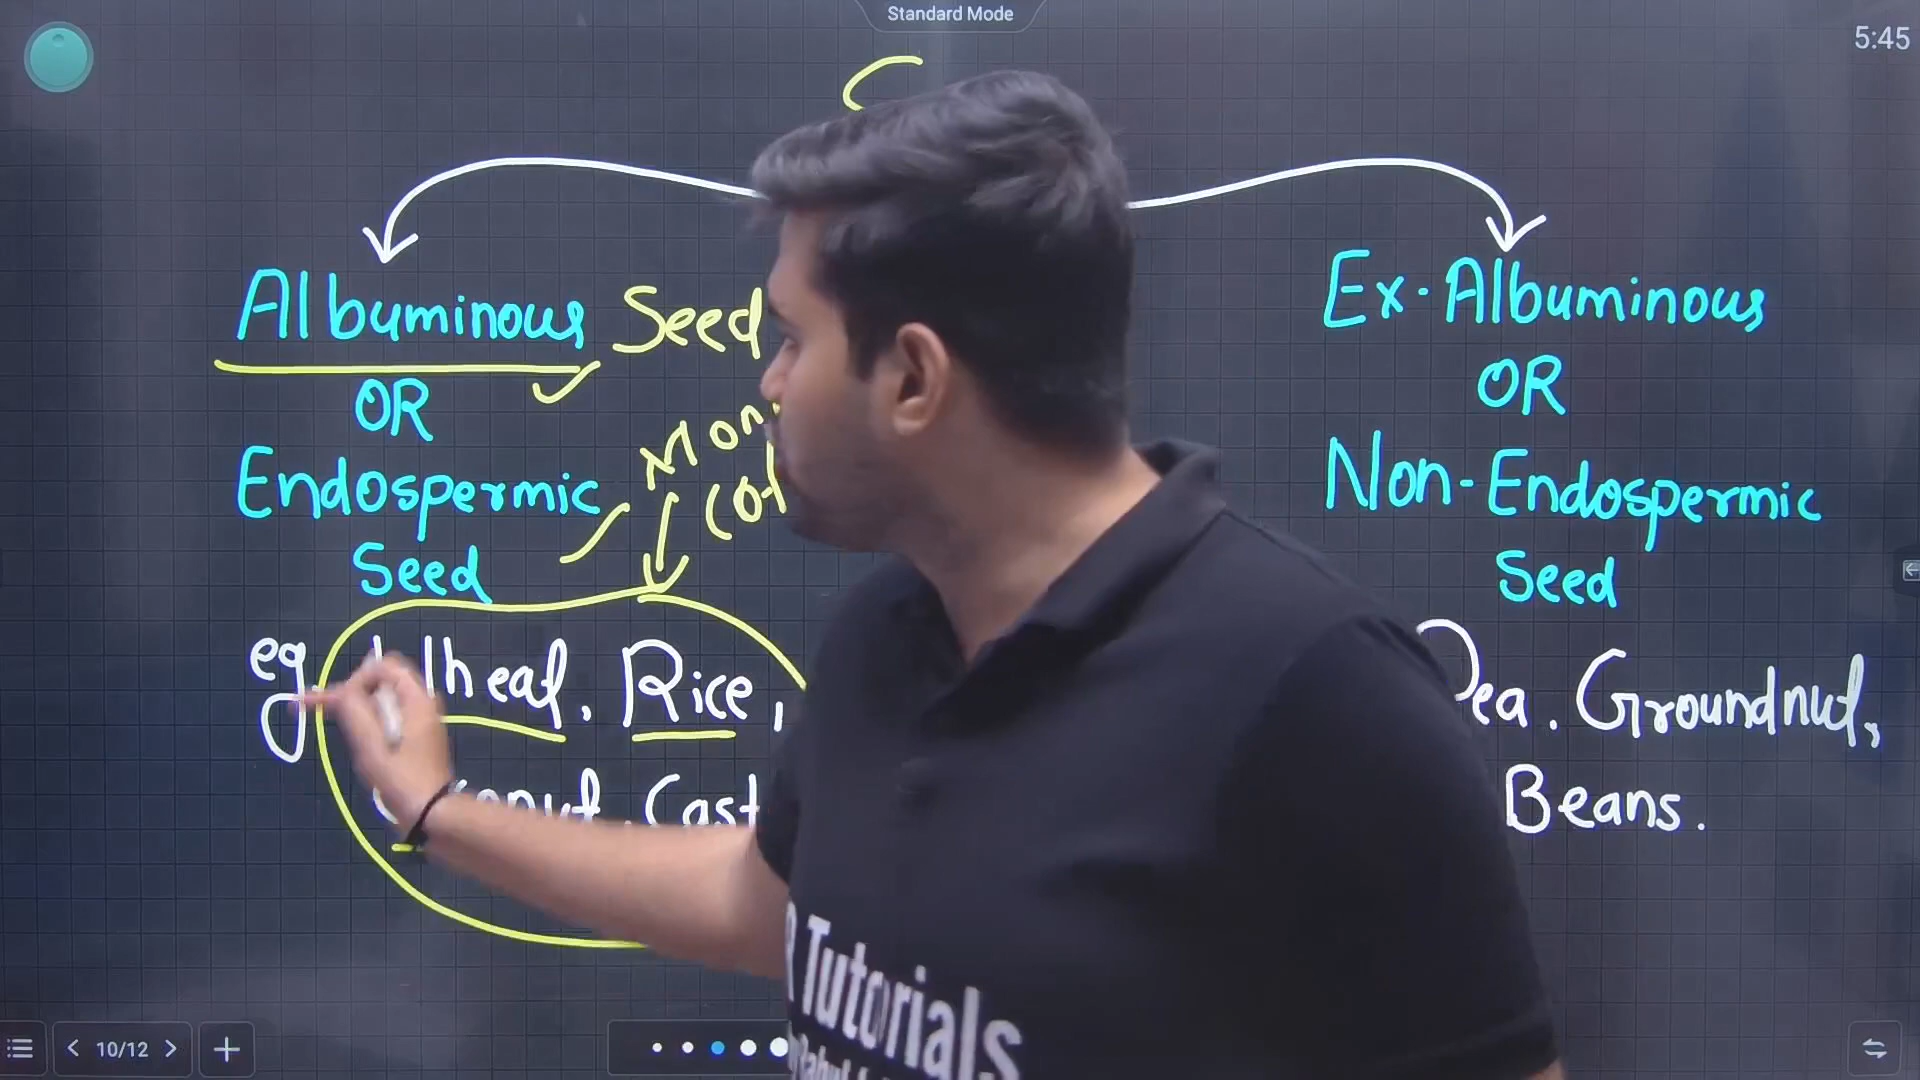 Standard Mode
5:45
Albuminous Seed
OR
Endospermic
Seed
eg Wheat, Rice,
Ex-Albuminous
OR
Non-Endospermic
Seed
Pea. Groundnut,
Beans.
Tutorials
10/12